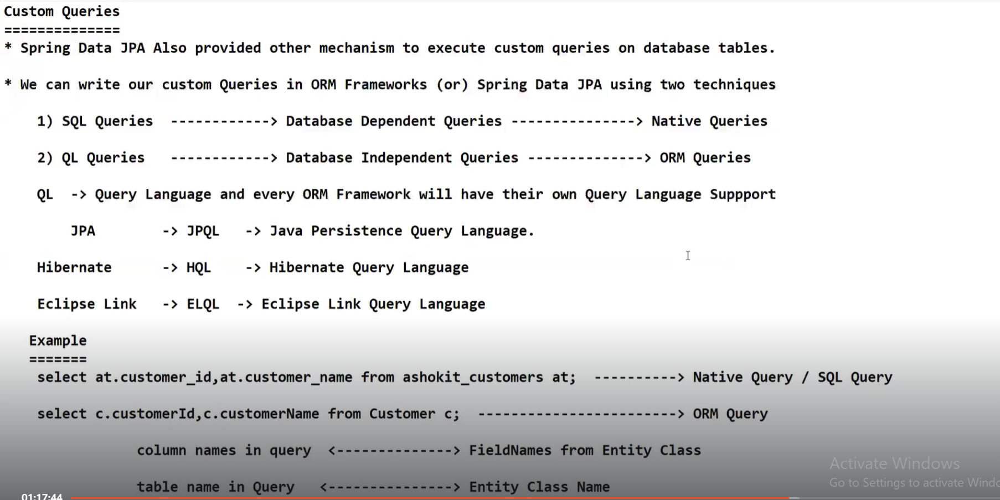 Custom Queries
==============
* Spring Data JPA Also provided other mechanism to execute custom queries on database tables.
* We can write our custom Queries in ORM Frameworks (or) Spring Data JPA using two techniques
1) SQL Queries ------------> Database Dependent Queries ---------------> Native Queries
2) QL Queries ------------> Database Independent Queries --------------> ORM Queries
QL -> Query Language and every ORM Framework will have their own Query Language Suppport
JPA -> JPQL -> Java Persistence Query Language.
Hibernate -> HQL -> Hibernate Query Language
Eclipse Link -> ELQL -> Eclipse Link Query Language
Example
=======
select at.customer_id,at.customer_name from ashokit_customers at; ----------> Native Query / SQL Query
select c.customerId,c.customerName from Customer c; ------------------------> ORM Query
column names in query <--------------> FieldNames from Entity Class
Activate Windows
Go to Settings to activate Windo
table name in Query <---------------> Entity Class Name
01:17:44